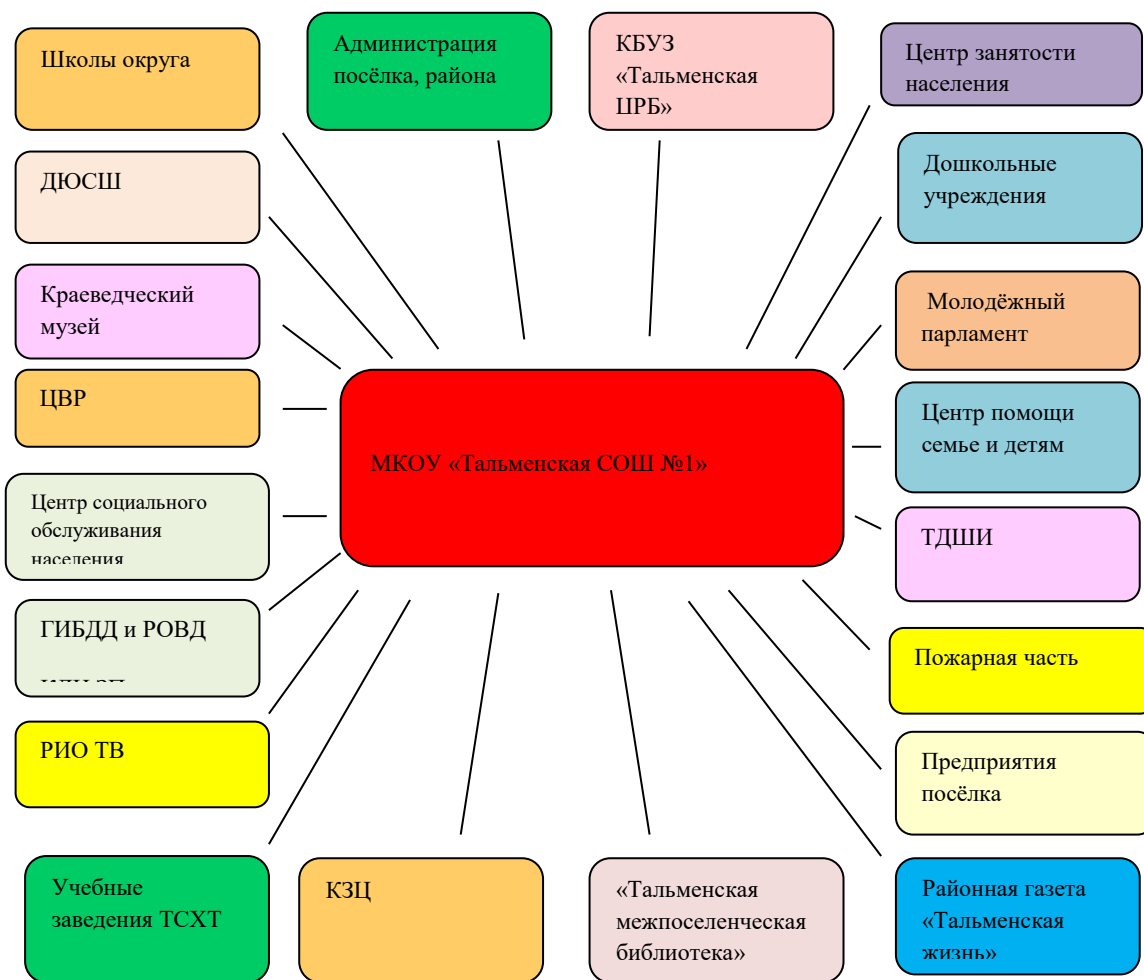 Школы округа
Администрация
посёлка, района
КБУЗ
«Тальменская
ЦРБ»
Центр занятости
населения
ДЮСШ
Дошкольные
учреждения
Краеведческий
музей
Молодёжный
парламент
ЦВР
Центр помощи
семье и детям
МКОУ «Тальменская СОШ №1»
Центр социального
обслуживания
населения
ТДШИ
ГИБДД и РОВД
Пожарная часть
РИО ТВ
Предприятия
посёлка
Учебные
заведения ТСХТ
КЗЦ
«Тальменская
межпоселенческая
библиотека»
Районная газета
«Тальменская
жизнь»